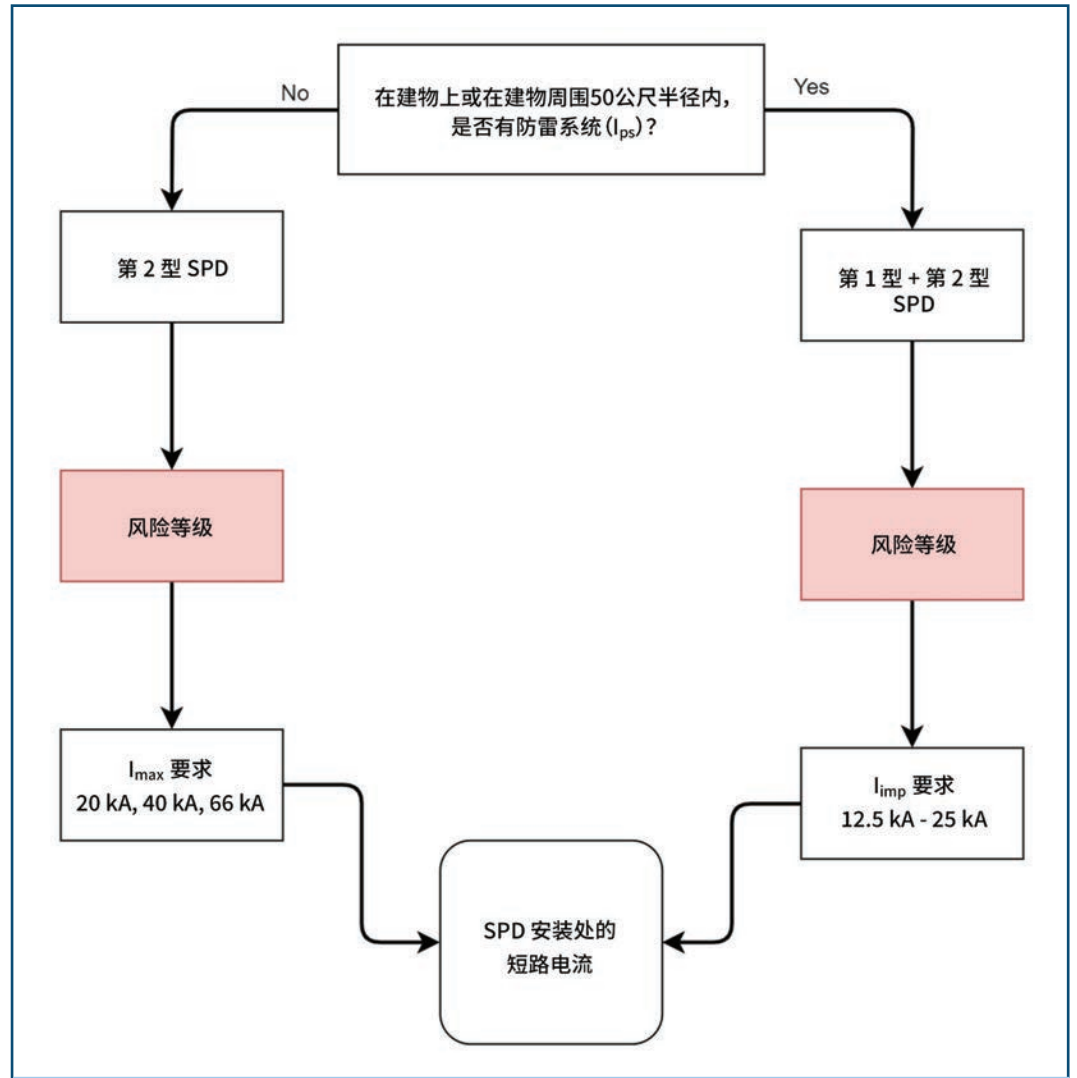 在建物上或在建物周围50公尺半径内，
是否有防雷系统(Ips)？
No
Yes
第 2 型 SPD
第 1 型 + 第 2 型
SPD
风险等级
风险等级
Imax 要求
20 kA, 40 kA, 66 kA
Iimp 要求
12.5 kA - 25 kA
SPD 安装处的
短路电流